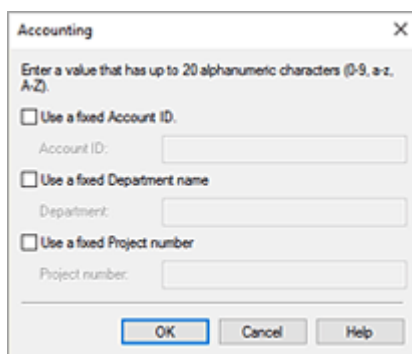 Accounting
Enter a value that has up to 20 alphanumeric characters (0-9, a-z,
A-Z).
Use a fixed Account ID.
Account ID:
Use a fixed Department name
Department:
Use a fixed Project number
Project number:
OK Cancel Help